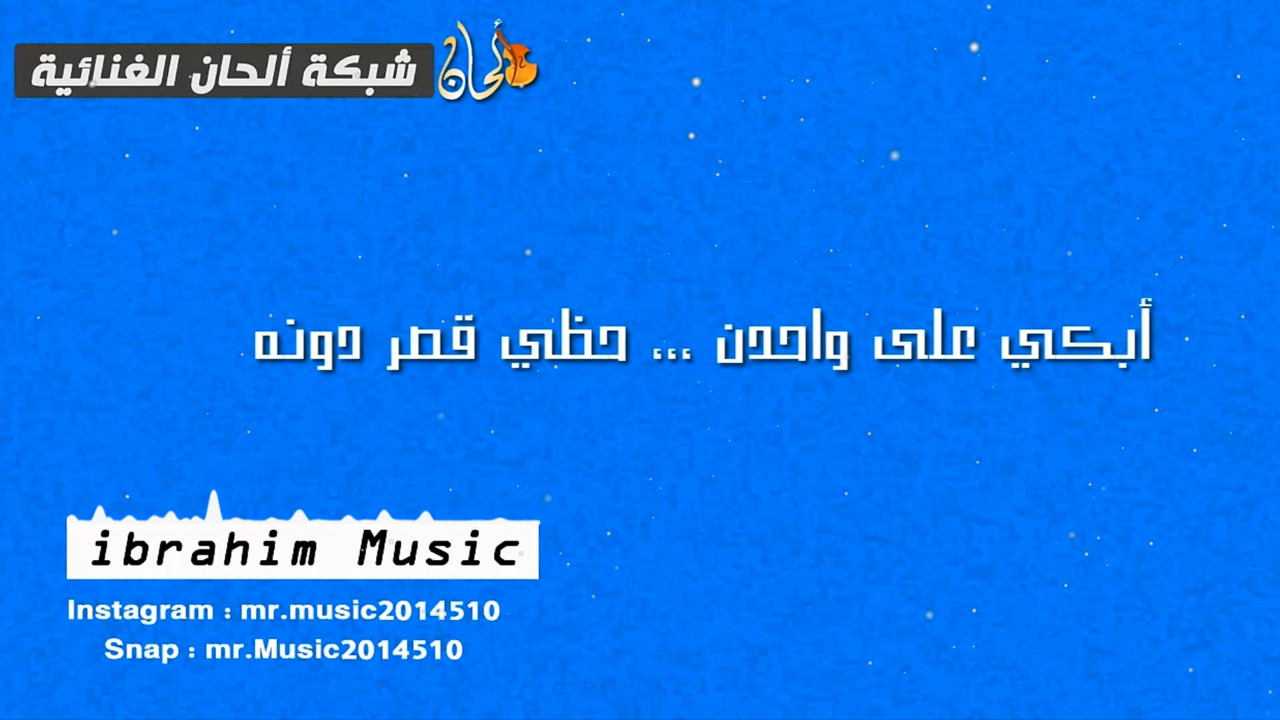 شبكة ألحان الغنائية
ألحان
أبكي على واحدن ... حظي قصر دونه
ibrahim Music
Instagram : mr.music2014510
Snap : mr.Music2014510